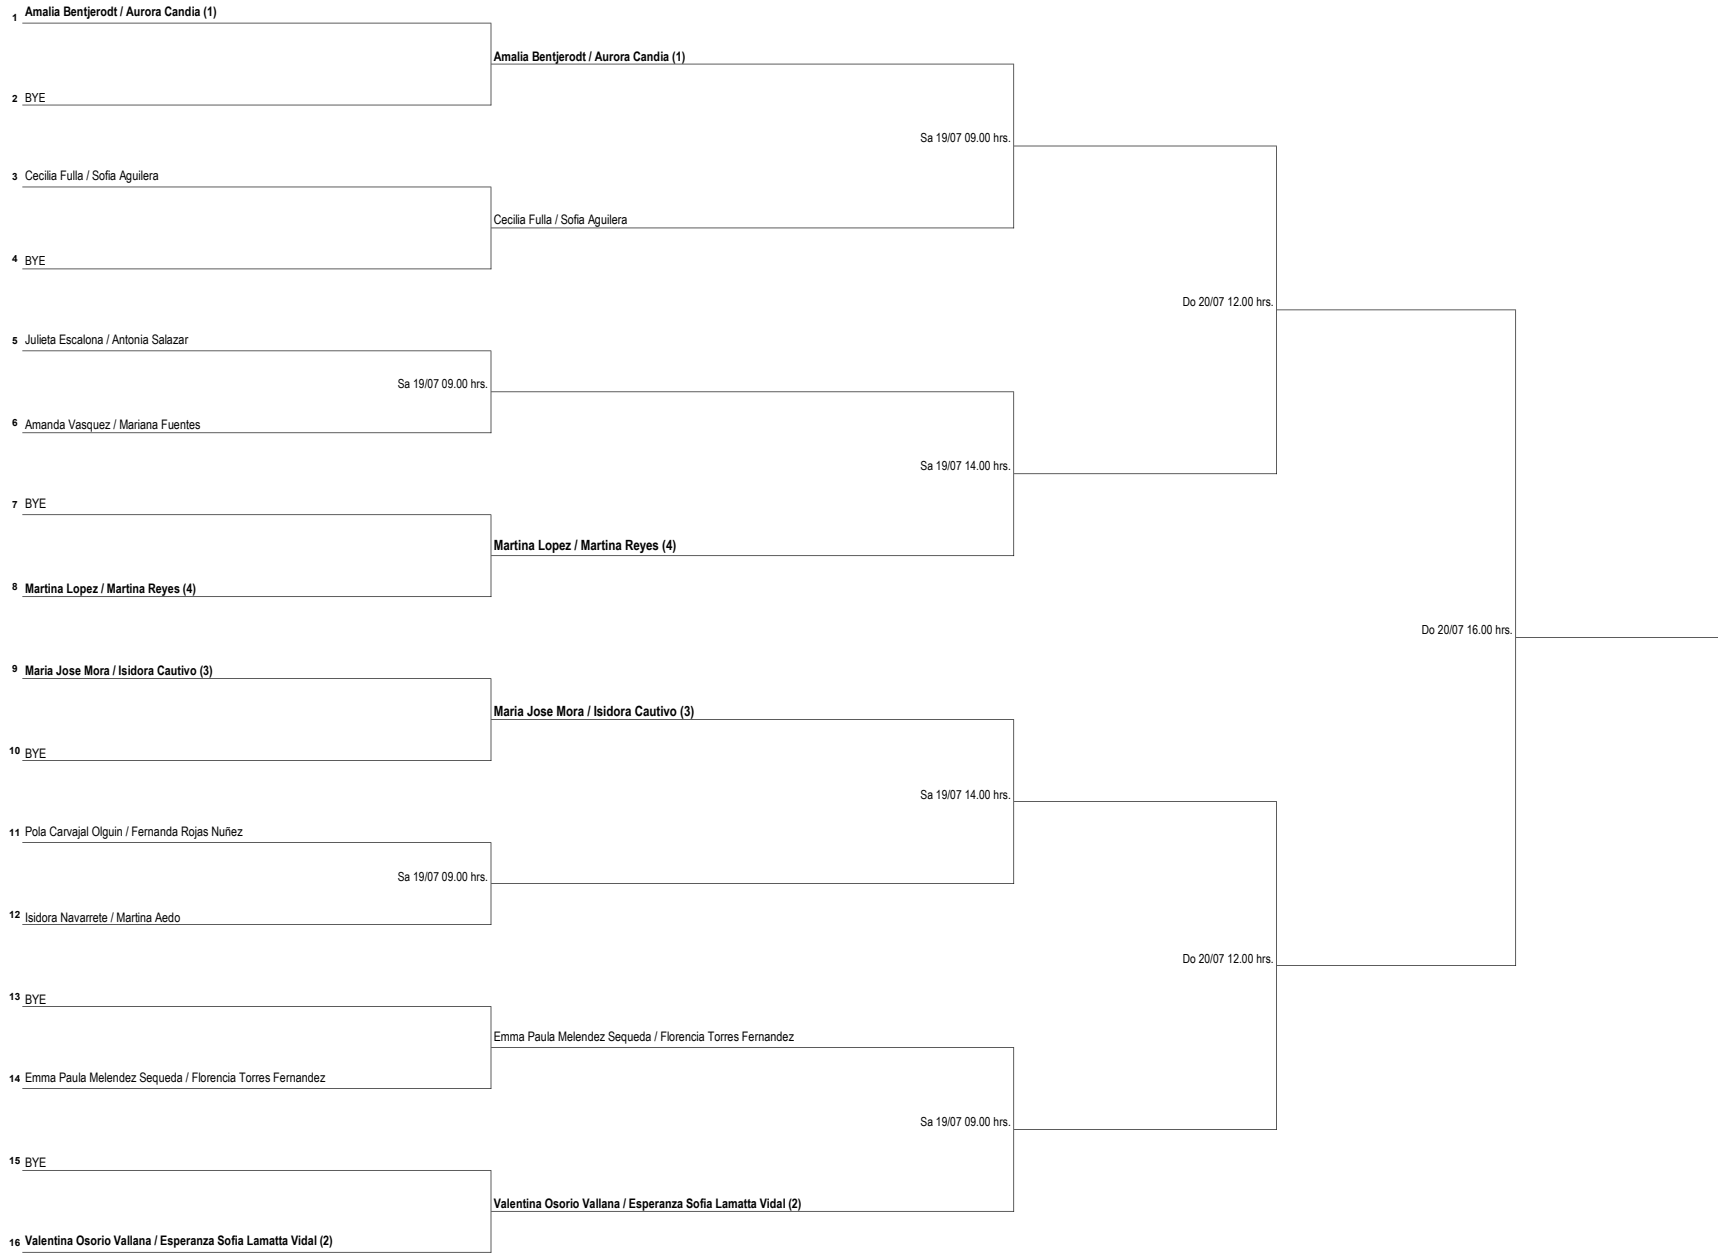 1 Amalia Bentjerodt / Aurora Candia (1)
Amalia Bentjerodt / Aurora Candia (1)
2 BYE
Sa 19/07 09.00 hrs.
3 Cecilia Fulla / Sofia Aguilera
Cecilia Fulla / Sofia Aguilera
4 BYE
Do 20/07 12.00 hrs.
5 Julieta Escalona / Antonia Salazar
Sa 19/07 09.00 hrs.
6 Amanda Vasquez / Mariana Fuentes
Sa 19/07 14.00 hrs.
7 BYE
Martina Lopez / Martina Reyes (4)
8 Martina Lopez / Martina Reyes (4)
Do 20/07 16.00 hrs.
9 Maria Jose Mora / Isidora Cautivo (3)
Maria Jose Mora / Isidora Cautivo (3)
10 BYE
Sa 19/07 14.00 hrs.
11 Pola Carvajal Olguin / Fernanda Rojas Nuñez
Sa 19/07 09.00 hrs.
12 Isidora Navarrete / Martina Aedo
Do 20/07 12.00 hrs.
13 BYE
Emma Paula Melendez Sequeda / Florencia Torres Fernandez
14 Emma Paula Melendez Sequeda / Florencia Torres Fernandez
Sa 19/07 09.00 hrs.
15 BYE
Valentina Osorio Vallana / Esperanza Sofia Lamatta Vidal (2)
16 Valentina Osorio Vallana / Esperanza Sofia Lamatta Vidal (2)